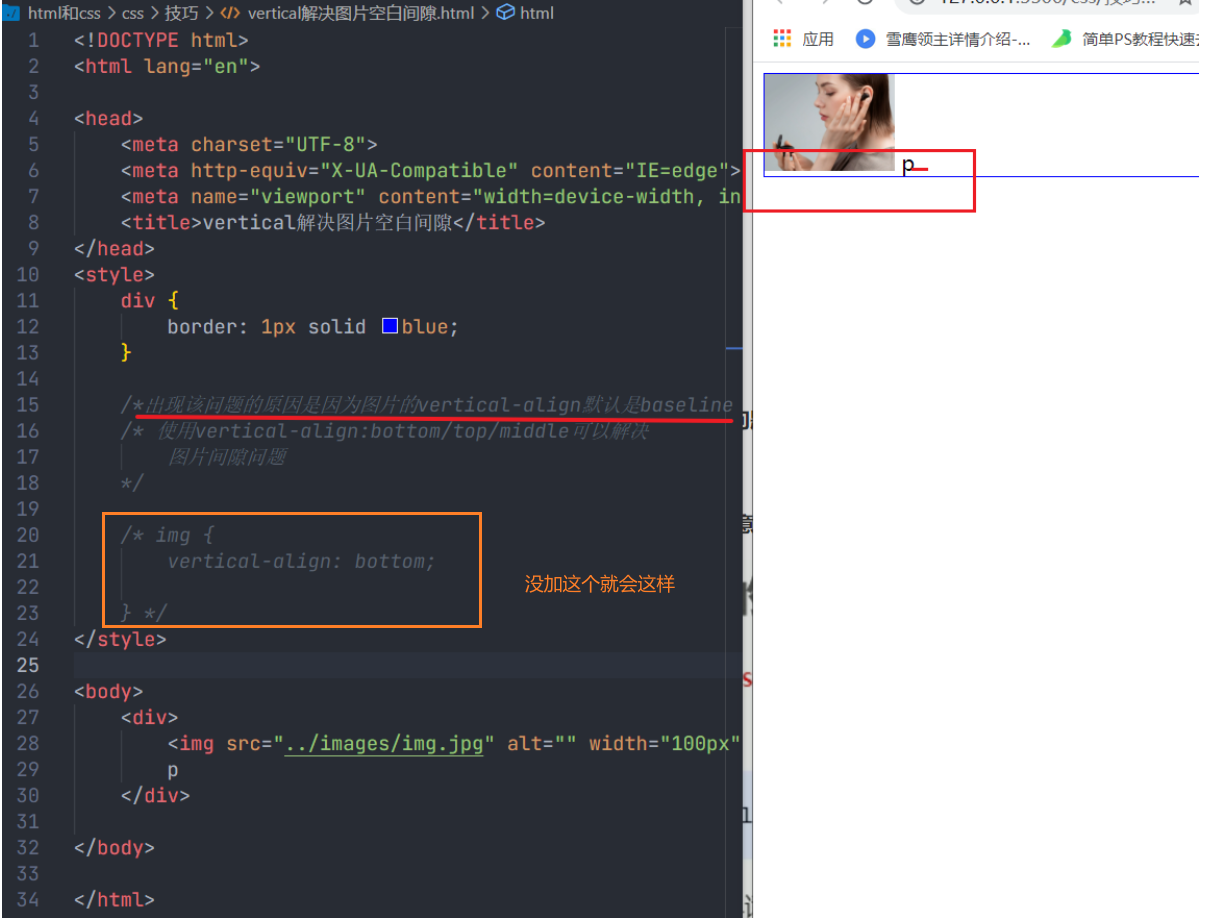 html和css > css > 技巧 > vertical解决图片空白间隙.html > html
应用 雪鹰领主详情介绍-... 简单PS教程快速
1 <!DOCTYPE html>
2 <html lang="en">
3
4 <head>
5 <meta charset="UTF-8">
6 <meta http-equiv="X-UA-Compatible" content="IE=edge">
7 <meta name="viewport" content="width=device-width, in
8 <title>vertical解决图片空白间隙</title>
9 </head>
10 <style>
11 div {
12 border: 1px solid blue;
13 }
14
15 /*出现该问题的原因是因为图片的vertical-align默认是baseline
16 /* 使用vertical-align:bottom/top/middle可以解决
17 图片间隙问题
18 */
19
20 /* img {
21 vertical-align: bottom;
22
23 } */
没加这个就会这样
24 </style>
25
26 <body>
27 <div>
28 <img src="../images/img.jpg" alt="" width="100px"
29 p
30 </div>
31
32 </body>
33
34 </html>
p